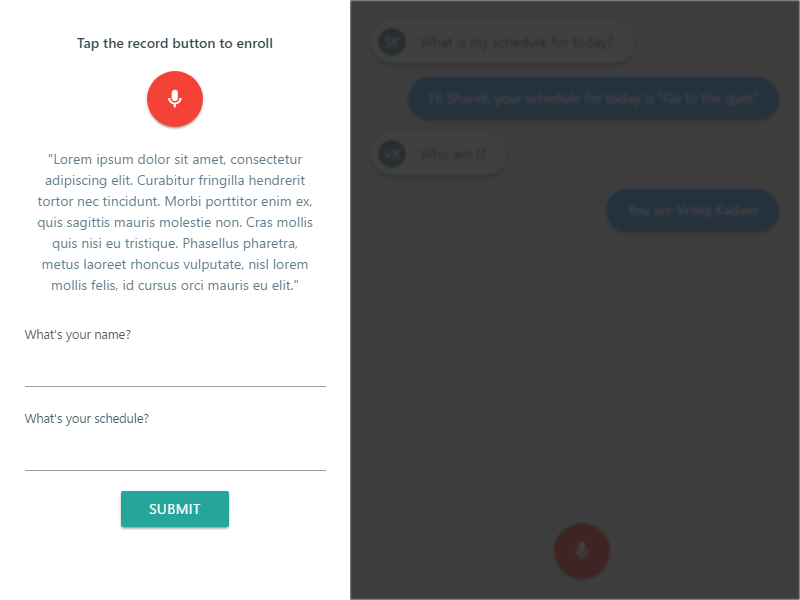 Tap the record button to enroll
"Lorem ipsum dolor sit amet, consectetur
adipiscing elit. Curabitur fringilla hendrerit
tortor nec tincidunt. Morbi porttitor enim ex,
quis sagittis mauris molestie non. Cras mollis
quis nisi eu tristique. Phasellus pharetra,
metus laoreet rhoncus vulputate, nisl lorem
mollis felis, id cursus orci mauris eu elit."
What's your name?
What's your schedule?
SUBMIT
SK What is my schedule for today?
Hi Sharvil, your schedule for today is "Go to the gym"
VK Who am I?
You are Vritvij Kadam